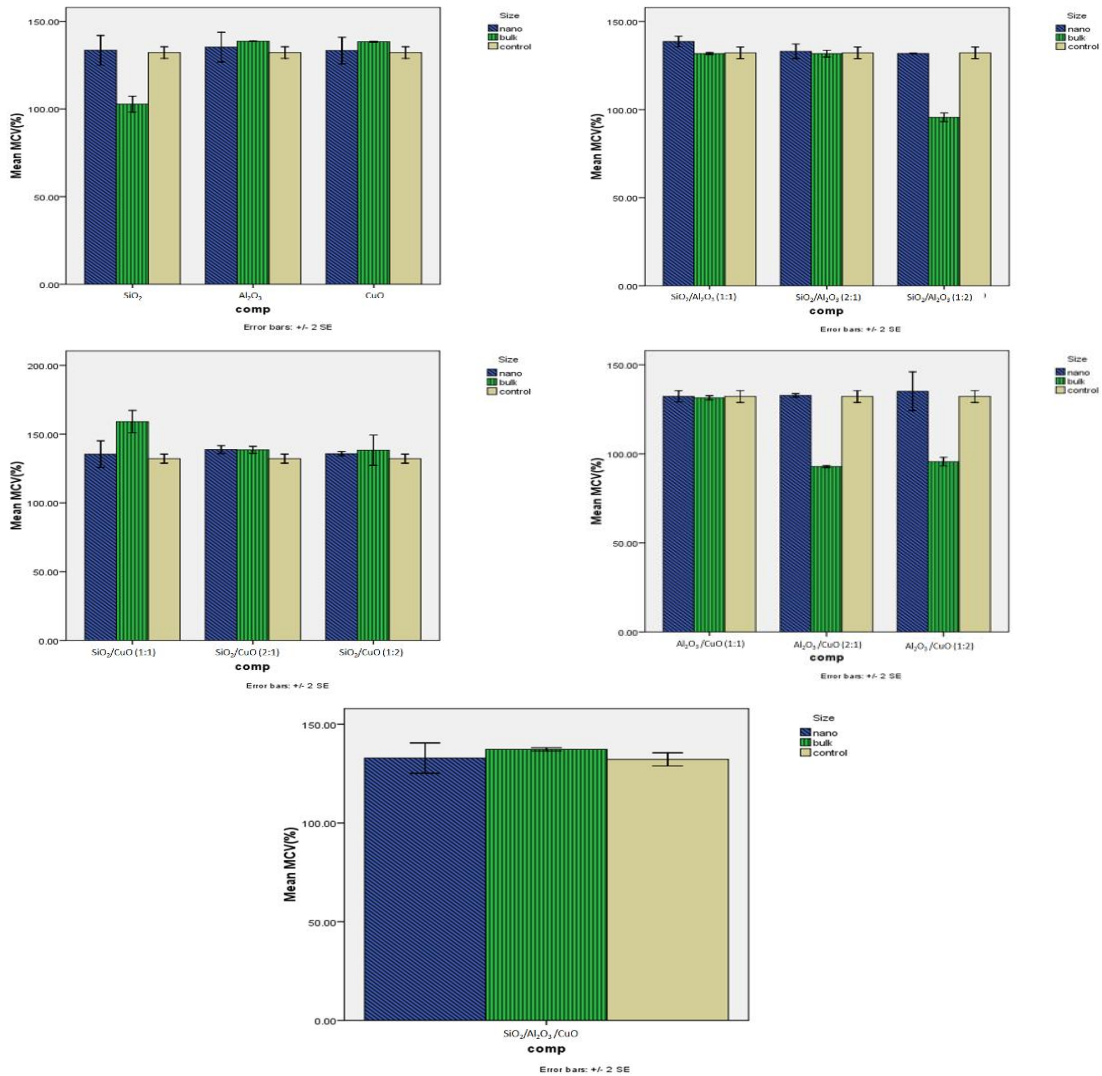 150.00
100.00
50.00
0.00
Mean MCV(%)
SiO₂
Al₂O₃
CuO
comp
Error bars: +/- 2 SE
Size
nano
bulk
control
150.00
100.00
50.00
0.00
Mean MCV(%)
SiO₂/Al₂O₃ (1:1)
SiO₂/Al₂O₃ (2:1)
SiO₂/Al₂O₃ (1:2)
comp
Error bars: +/- 2 SE
Size
nano
bulk
control
200.00
150.00
100.00
50.00
0.00
Mean MCV(%)
SiO₂/CuO (1:1)
SiO₂/CuO (2:1)
SiO₂/CuO (1:2)
comp
Error bars: +/- 2 SE
Size
nano
bulk
control
150.00
100.00
50.00
0.00
Mean MCV(%)
Al₂O₃/CuO (1:1)
Al₂O₃/CuO (2:1)
Al₂O₃/CuO (1:2)
comp
Error bars: +/- 2 SE
Size
nano
bulk
control
150.00
100.00
50.00
0.00
Mean MCV(%)
SiO₂/Al₂O₃/CuO
comp
Error bars: +/- 2 SE
Size
nano
bulk
control